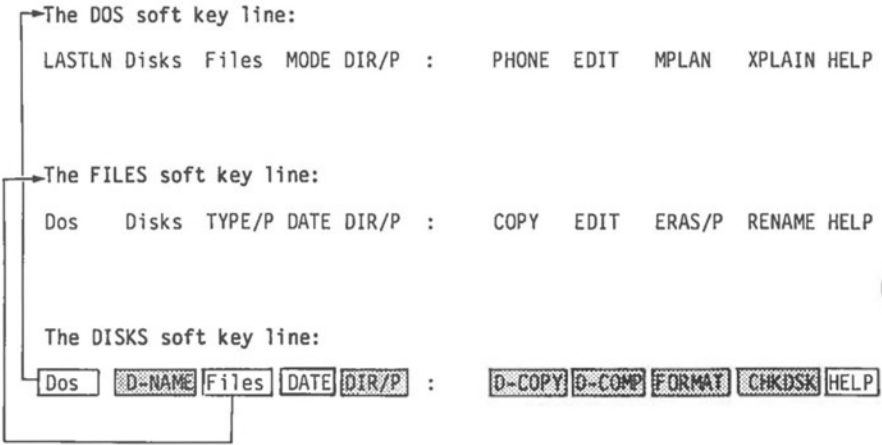 The DOS soft key line:
LASTLN Disks Files MODE DIR/P : PHONE EDIT MPLAN XPLAIN HELP
The FILES soft key line:
Dos Disks TYPE/P DATE DIR/P : COPY EDIT ERAS/P RENAME HELP
The DISKS soft key line:
Dos D-NAME Files DATE DIR/P : D-COPY D-COMP FORMAT CHKDSK HELP